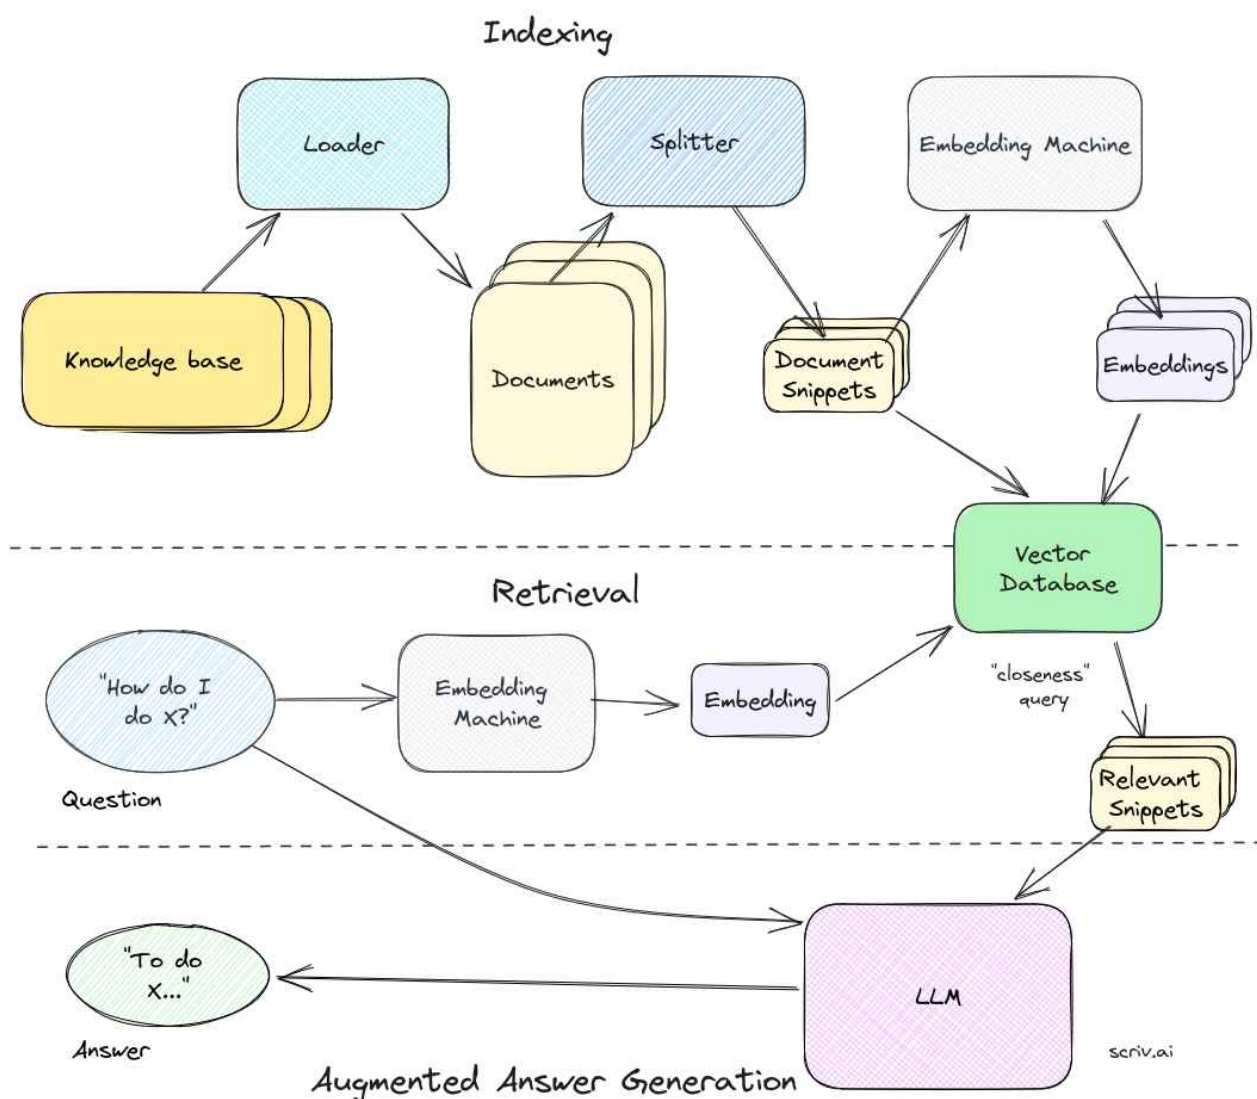 Indexing
Loader
Splitter
Embedding Machine
Knowledge base
Documents
Document
Snippets
Embeddings
Vector
Database
Retrieval
"How do I
do X?"
Question
Embedding
Machine
Embedding
"closeness"
query
Relevant
Snippets
"To do
X..."
Answer
LLM
scriv.ai
Augmented Answer Generation